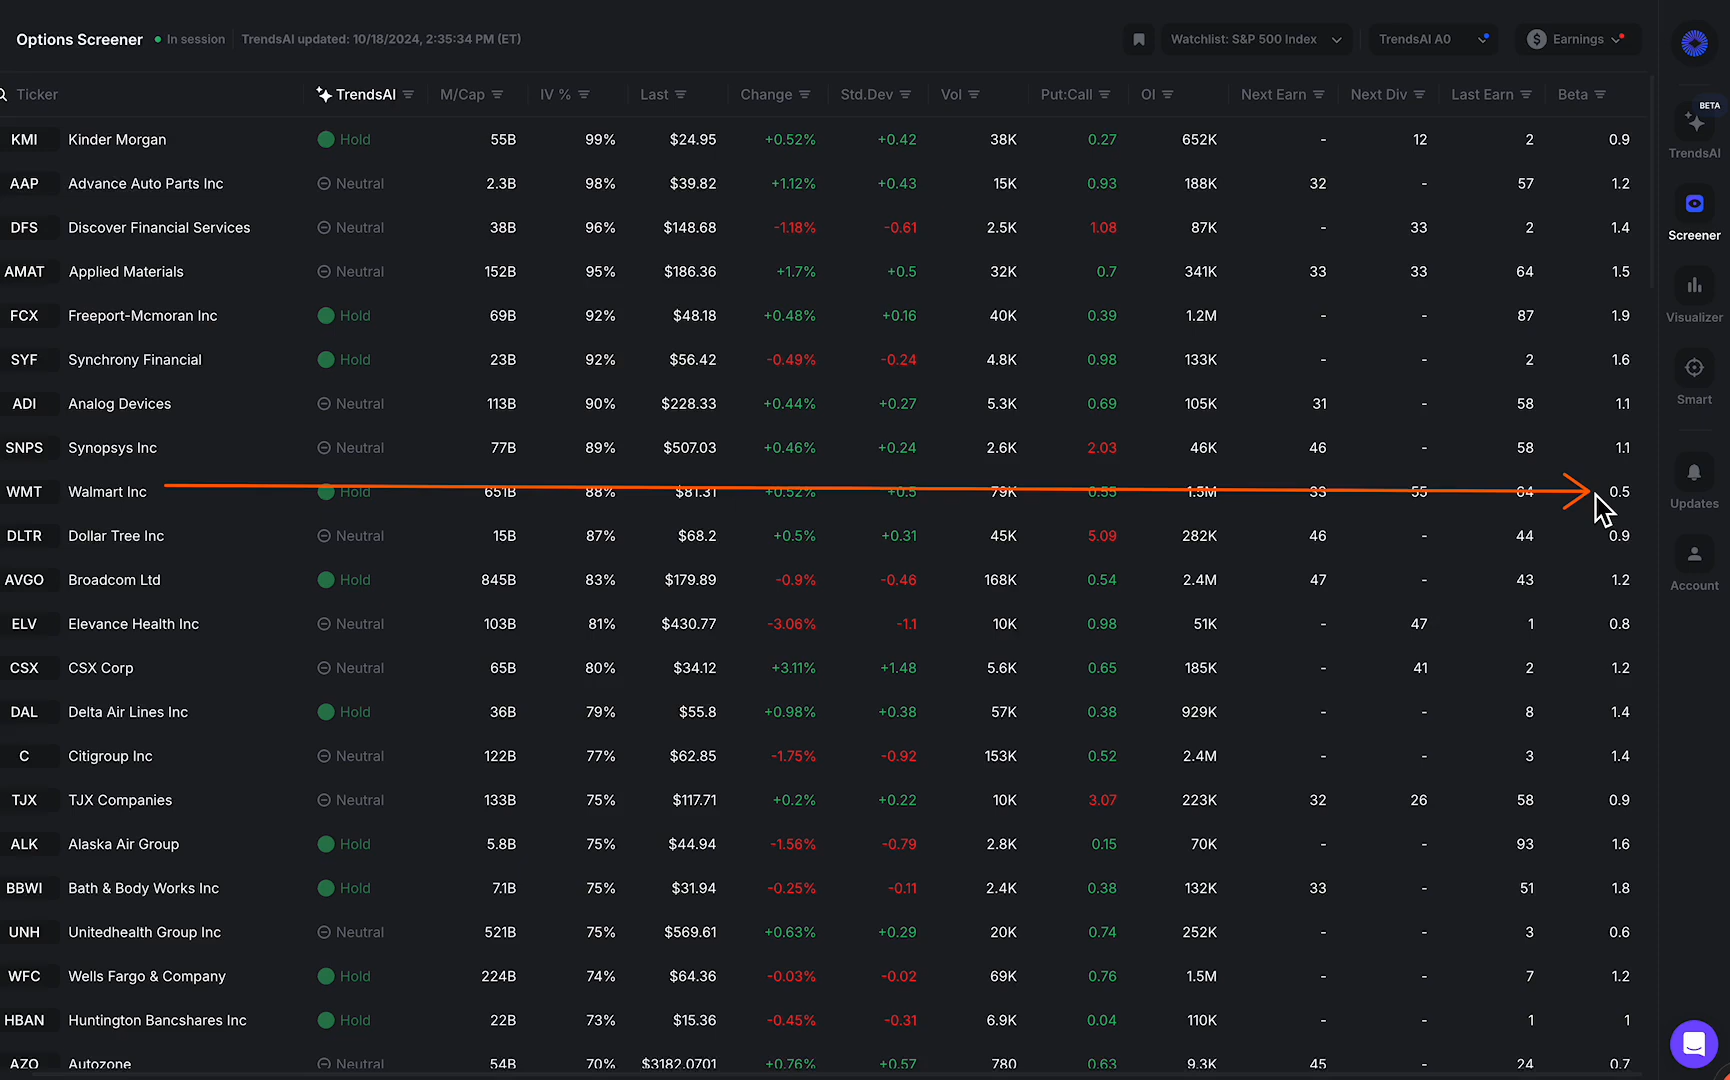 Options Screener In session TrendsAI updated: 10/18/2024, 2:35:34 PM (ET) Watchlist: S&P 500 Index TrendsAI A0 $ Earnings
Ticker TrendsAI M/Cap IV % Last Change Std.Dev Vol Put:Call OI Next Earn Next Div Last Earn Beta
KMI Kinder Morgan Hold 55B 99% $24.95 +0.52% +0.42 38K 0.27 652K - 12 2 0.9
AAP Advance Auto Parts Inc Neutral 2.3B 98% $39.82 +1.12% +0.43 15K 0.93 188K 32 - 57 1.2
DFS Discover Financial Services Neutral 38B 96% $148.68 -1.18% -0.61 2.5K 1.08 87K - 33 2 1.4
AMAT Applied Materials Neutral 152B 95% $186.36 +1.7% +0.5 32K 0.7 341K 33 33 64 1.5
FCX Freeport-Mcmoran Inc Hold 69B 92% $48.18 +0.48% +0.16 40K 0.39 1.2M - - 87 1.9
SYF Synchrony Financial Hold 23B 92% $56.42 -0.49% -0.24 4.8K 0.98 133K - - 2 1.6
ADI Analog Devices Neutral 113B 90% $228.33 +0.44% +0.27 5.3K 0.69 105K 31 - 58 1.1
SNPS Synopsys Inc Neutral 77B 89% $507.03 +0.46% +0.24 2.6K 2.03 46K 46 - 58 1.1
WMT Walmart Inc Hold 651B 88% $81.31 +0.52% +0.5 79K 0.55 1.5M 33 55 64 0.5
DLTR Dollar Tree Inc Neutral 15B 87% $68.2 +0.5% +0.31 45K 5.09 282K 46 - 44 0.9
AVGO Broadcom Ltd Hold 845B 83% $179.89 -0.9% -0.46 168K 0.54 2.4M 47 - 43 1.2
ELV Elevance Health Inc Neutral 103B 81% $430.77 -3.06% -1.1 10K 0.98 51K - 47 1 0.8
CSX CSX Corp Neutral 65B 80% $34.12 +3.11% +1.48 5.6K 0.65 185K - 41 2 1.2
DAL Delta Air Lines Inc Hold 36B 79% $55.8 +0.98% +0.38 57K 0.38 929K - - 8 1.4
C Citigroup Inc Neutral 122B 77% $62.85 -1.75% -0.92 153K 0.52 2.4M - - 3 1.4
TJX TJX Companies Neutral 133B 75% $117.71 +0.2% +0.22 10K 3.07 223K 32 26 58 0.9
ALK Alaska Air Group Hold 5.8B 75% $44.94 -1.56% -0.79 2.8K 0.15 70K - - 93 1.6
BBWI Bath & Body Works Inc Hold 7.1B 75% $31.94 -0.25% -0.11 2.4K 0.38 132K 33 - 51 1.8
UNH Unitedhealth Group Inc Neutral 521B 75% $569.61 +0.63% +0.29 20K 0.74 252K - - 3 0.6
WFC Wells Fargo & Company Hold 224B 74% $64.36 -0.03% -0.02 69K 0.76 1.5M - - 7 1.2
HBAN Huntington Bancshares Inc Hold 22B 73% $15.36 -0.45% -0.31 6.9K 0.04 110K - - 1 1
AZO Autozone Neutral 54B 70% $3182.0701 +0.76% +0.57 780 0.63 9.3K 45 - 24 0.7
BETA
TrendsAI
Screener
Visualizer
Smart
Updates
Account